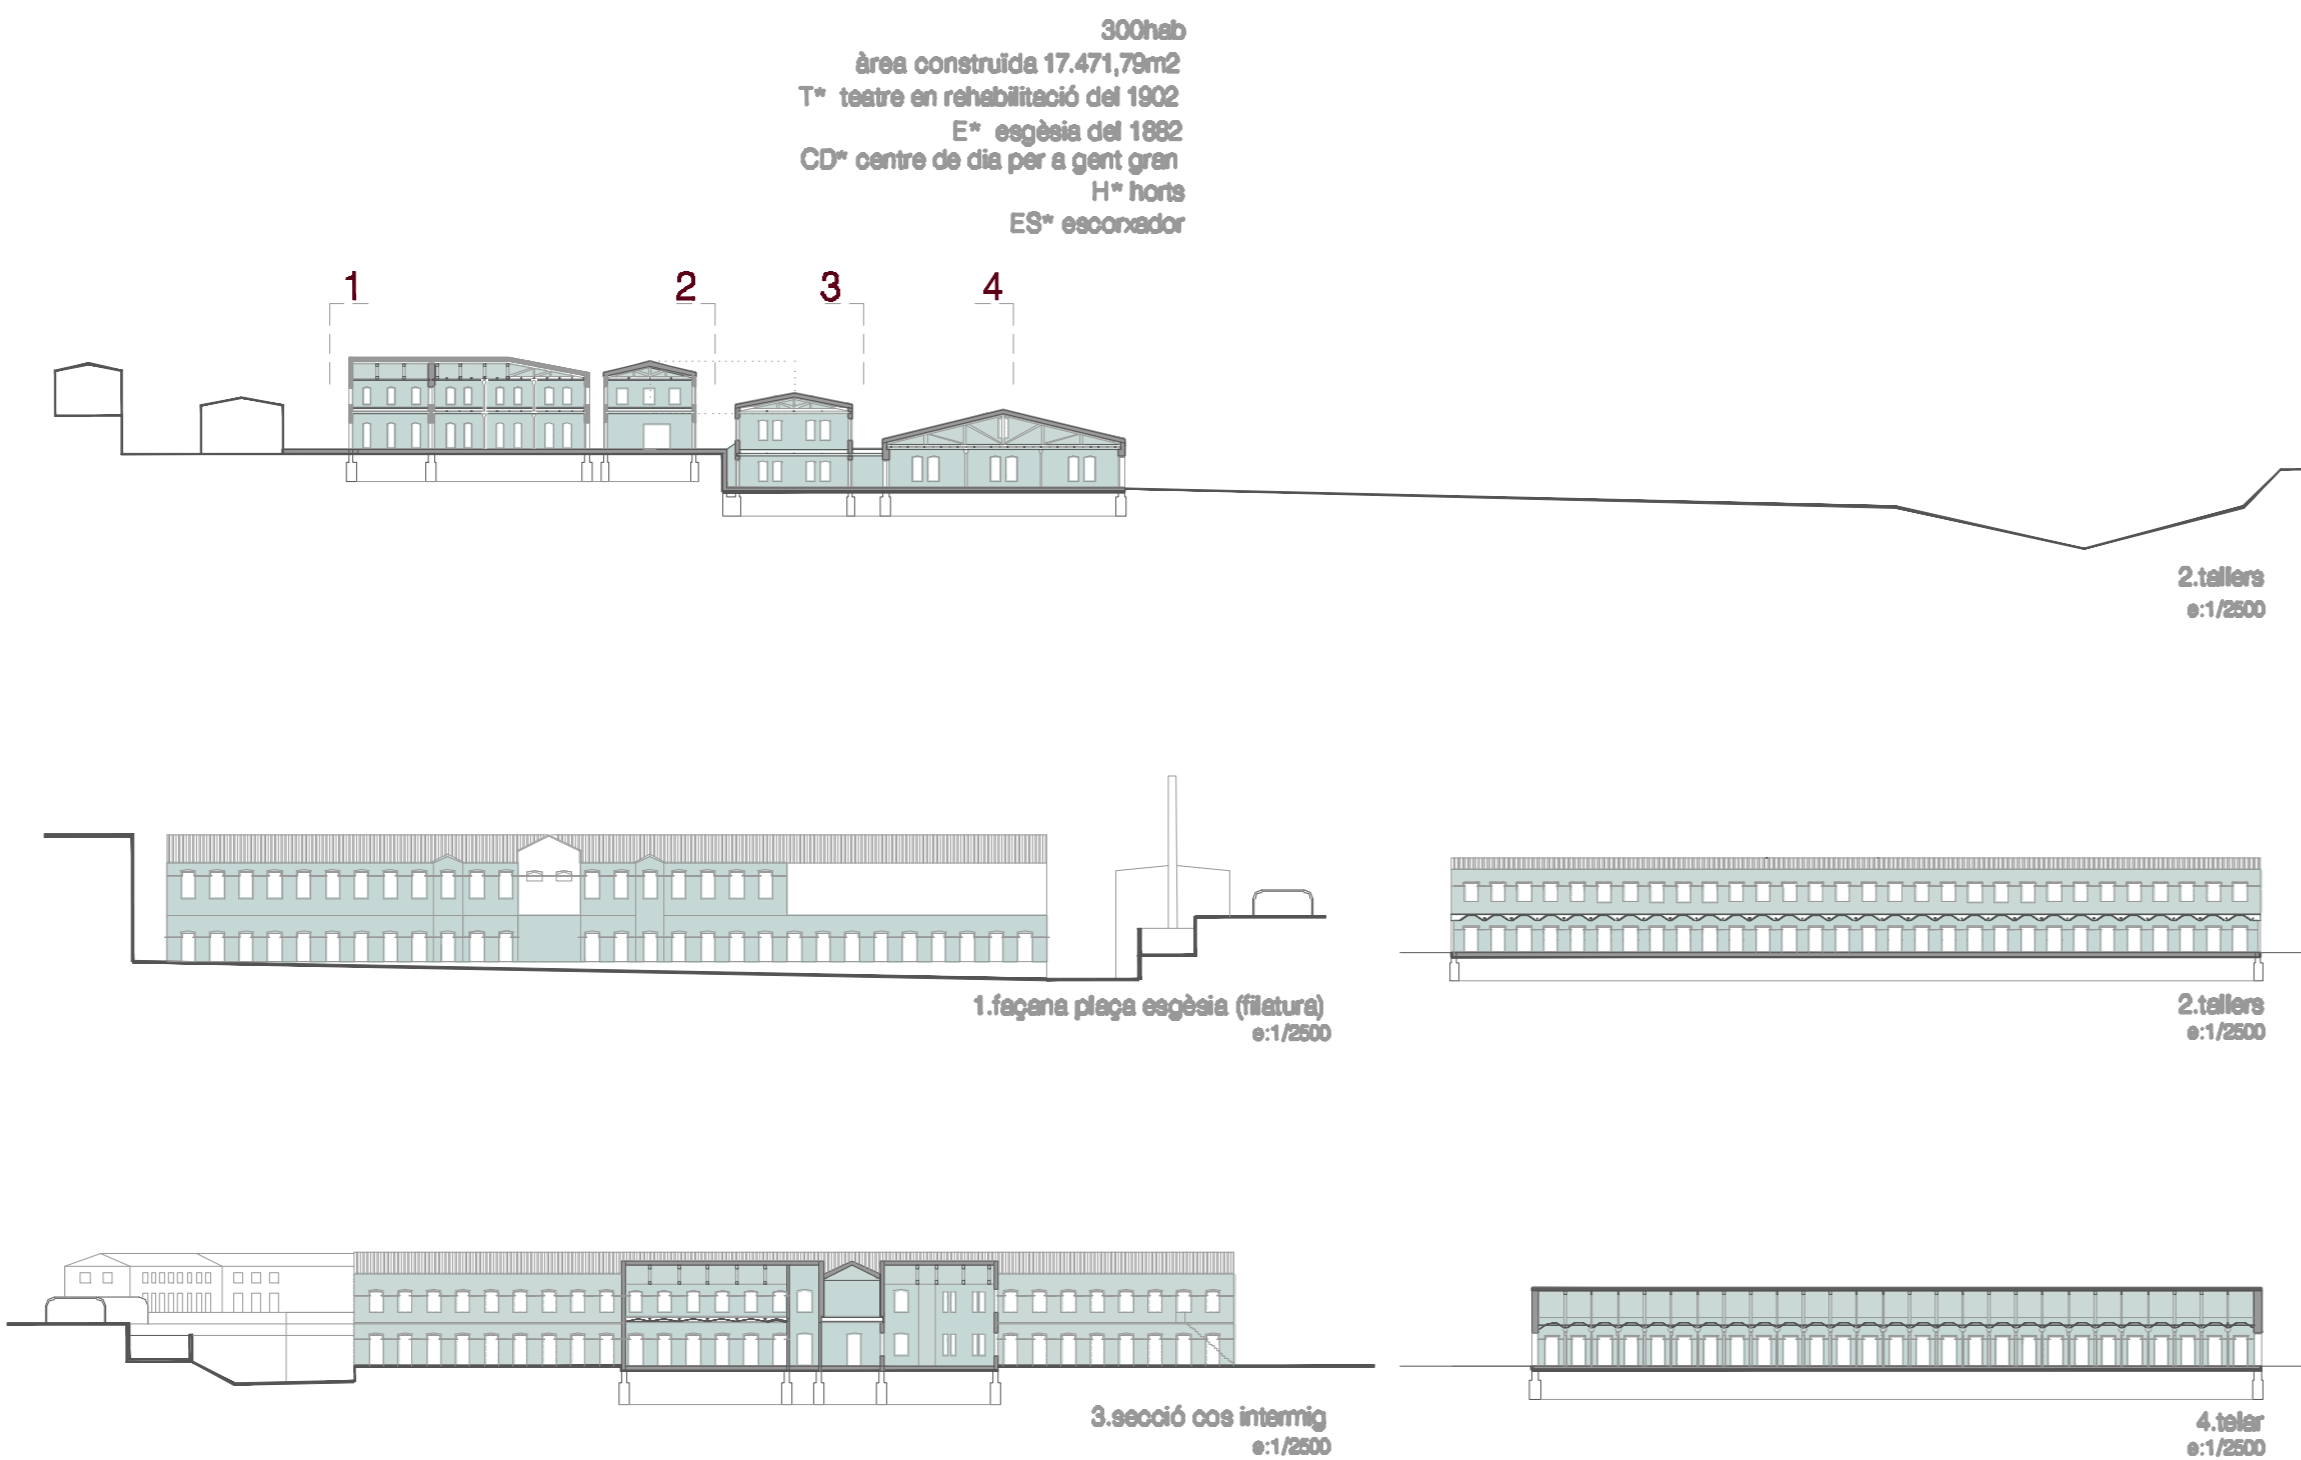 300hab
àrea construïda 17.471,79m2
T* teatre en rehabilitació del 1902
E* esgèsia del 1882
CD* centre de dia per a gent gran
H* horts
ES* escorxador
1 2 3 4
2.tallers
e:1/2500
1.façana plaça esgèsia (filatura)
e:1/2500
2.tallers
e:1/2500
3.secció cos intermig
e:1/2500
4.telar
e:1/2500